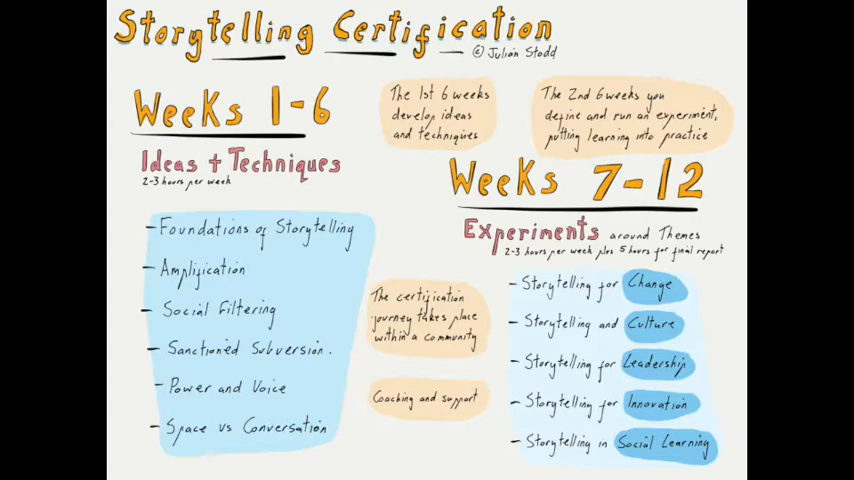 Storytelling Certification
© Julian Stodd
Weeks 1-6
Ideas + Techniques
2-3 hours per week
The 1st 6 weeks
develop ideas
and techniques
The 2nd 6 weeks you
define and run an experiment,
putting learning into practice
Weeks 7-12
Experiments around Themes
2-3 hours per week plus 5 hours for final report
- Foundations of Storytelling
- Amplification
- Social Filtering
- Sanctioned Subversion.
- Power and Voice
- Space vs Conversation
The certification
journey takes place
within a community
Coaching and support
- Storytelling for Change
- Storytelling and Culture
- Storytelling for Leadership
- Storytelling for Innovation
- Storytelling in Social Learning